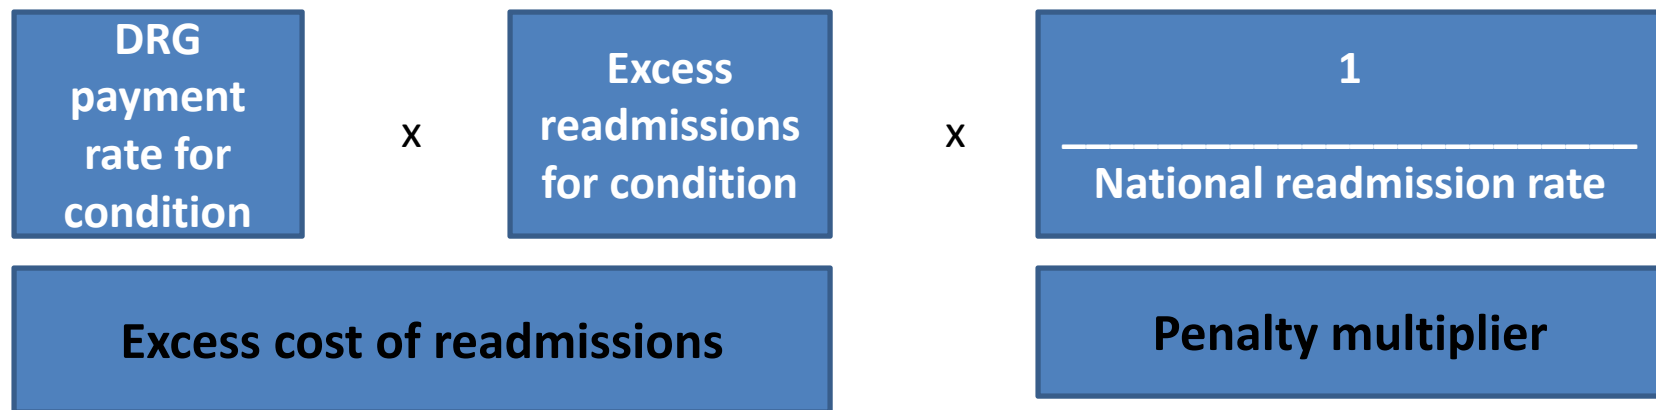 DRG
payment
rate for
condition
x
Excess
readmissions
for condition
x
1
________________________
National readmission rate
Excess cost of readmissions
Penalty multiplier